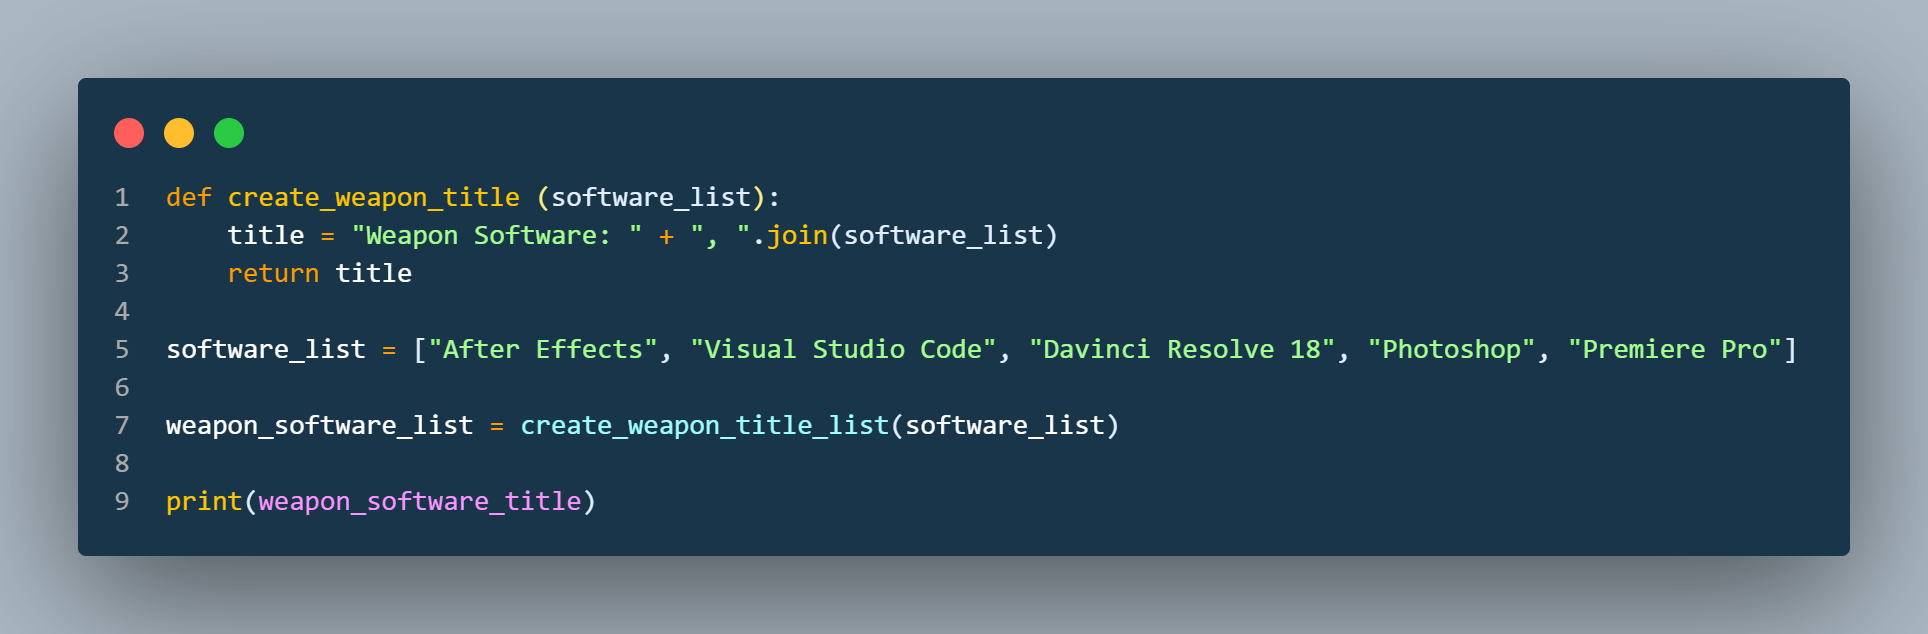 1 def create_weapon_title (software_list):
2     title = "Weapon Software: " + ", ".join(software_list)
3     return title
4
5 software_list = ["After Effects", "Visual Studio Code", "Davinci Resolve 18", "Photoshop", "Premiere Pro"]
6
7 weapon_software_list = create_weapon_title_list(software_list)
8
9 print(weapon_software_title)